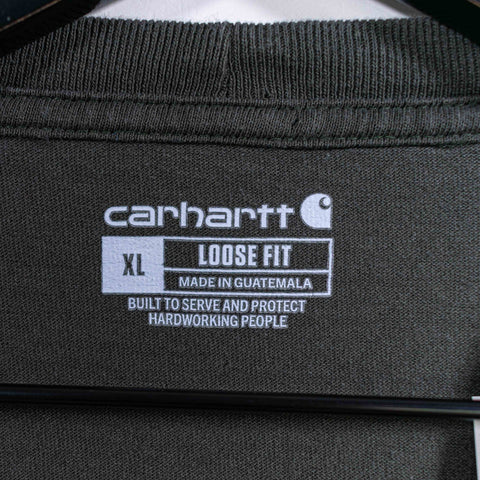 carhartt
XL LOOSE FIT
MADE IN GUATEMALA
BUILT TO SERVE AND PROTECT
HARDWORKING PEOPLE